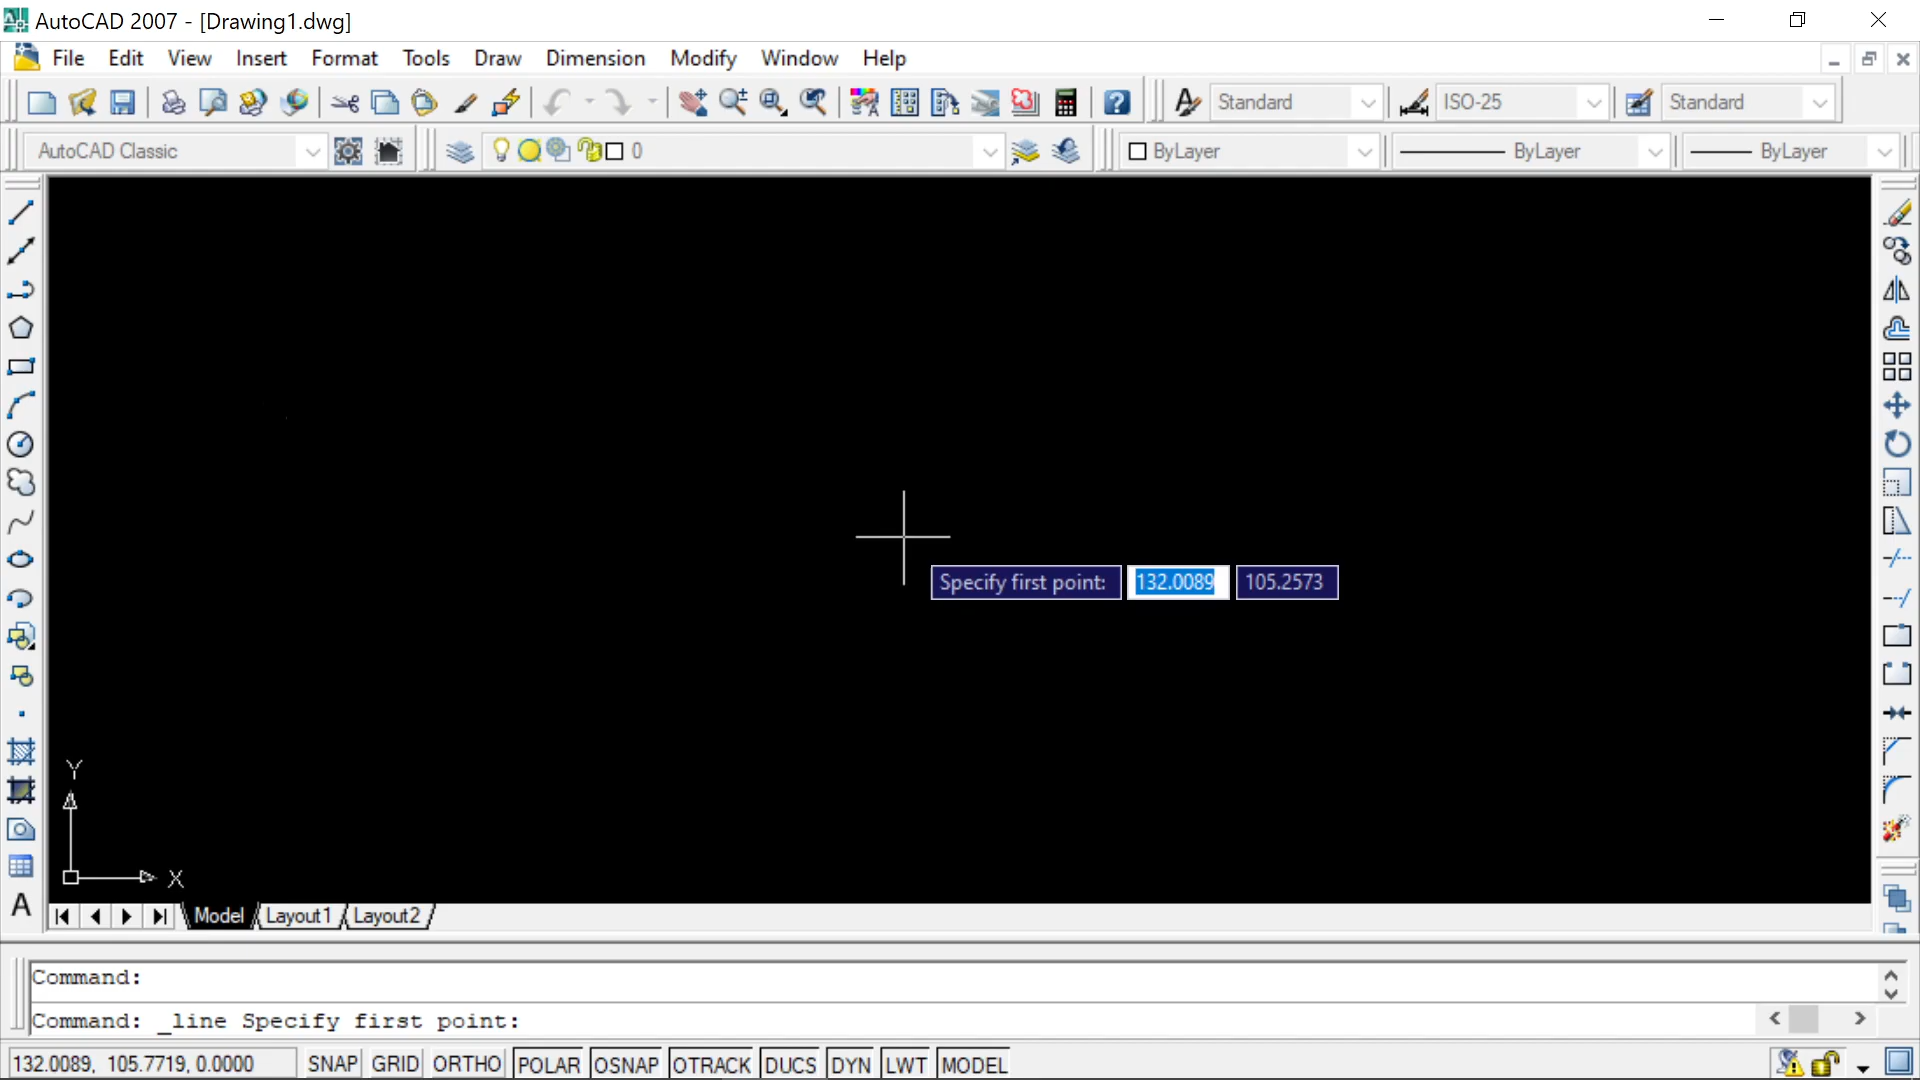 AutoCAD 2007 - [Drawing1.dwg]
File Edit View Insert Format Tools Draw Dimension Modify Window Help
Standard ISO-25 Standard
AutoCAD Classic 0 ByLayer ByLayer ByLayer
Specify first point: 132.0089 105.2573
Y
X
A
Model Layout1 Layout2
Command:
Command: _line Specify first point:
132.0089, 105.7719, 0.0000 SNAP GRID ORTHO POLAR OSNAP OTRACK DUCS DYN LWT MODEL